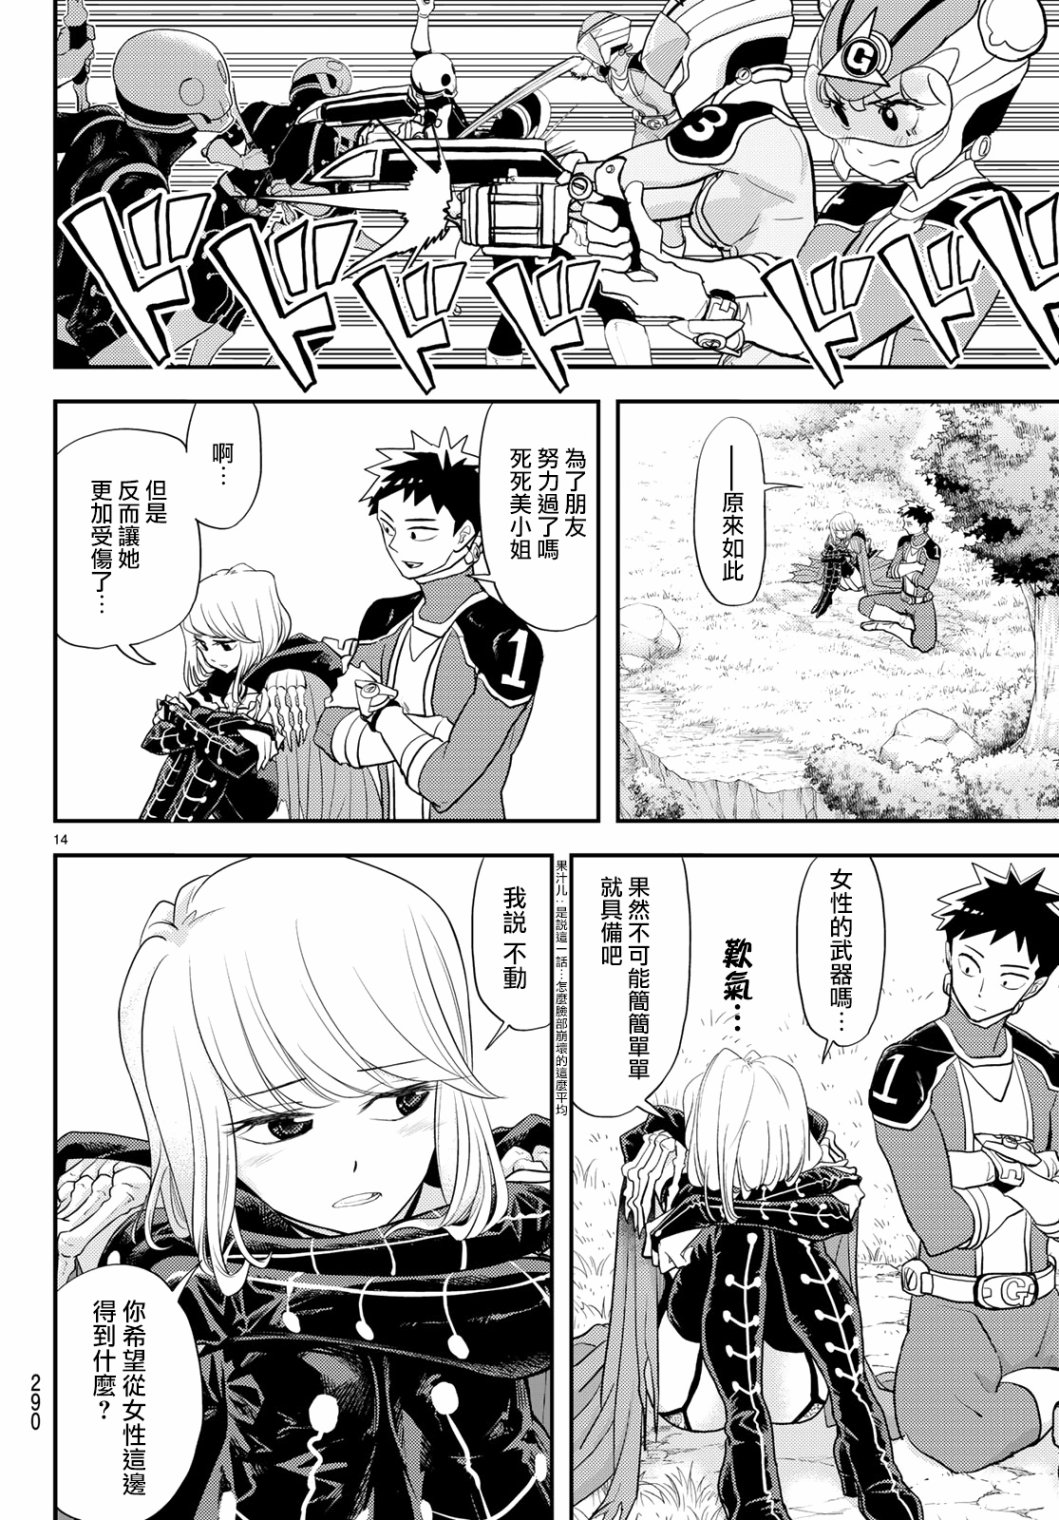 G
3
ドドドドドドド
——原來如此
1
為了朋友
努力過了嗎
死死美小姐
1
啊…
但是
反而讓她
更加受傷了…
14
女性的武器嗎…
1
G
歎氣…
果然不可能簡簡單單
就具備吧
果汁儿：是說這一話…怎麼臉部崩壞的這麼平均
我說 不動
你希望從女性這邊
得到什麼？
290